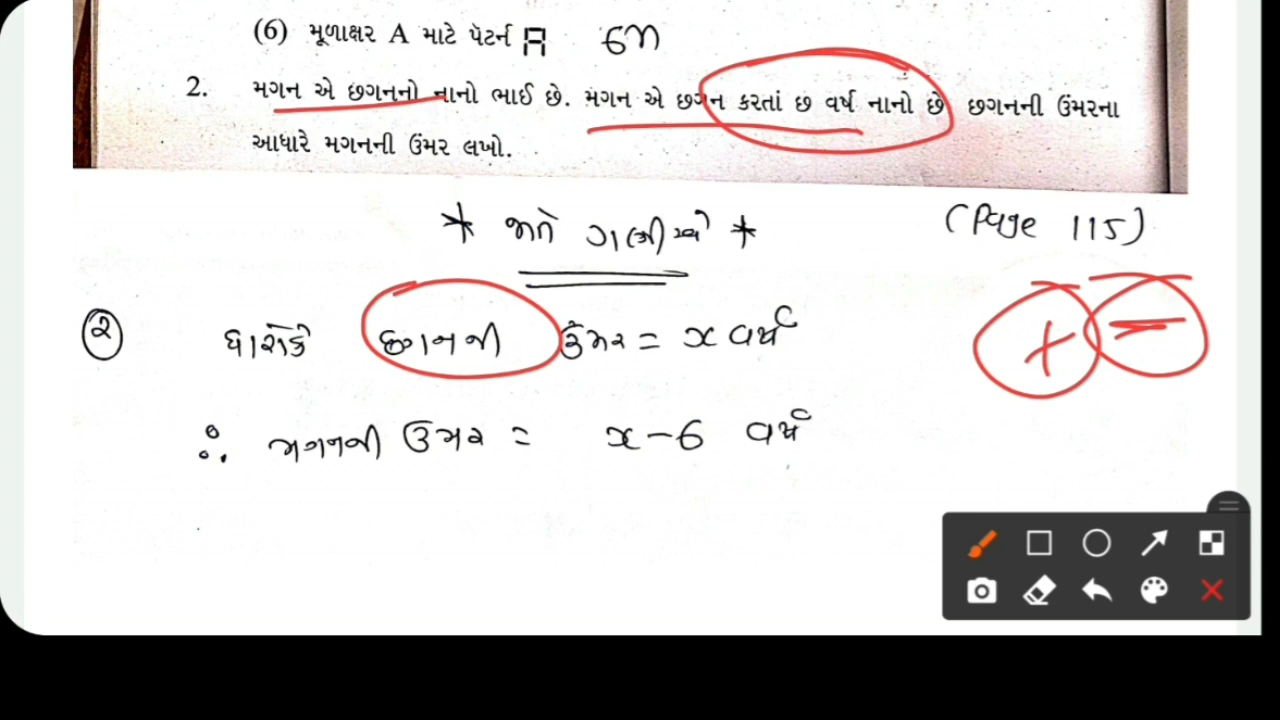 (6) મૂળાક્ષર A માટે પૅટર્ન A 6n
2. મગન એ છગનનો નાનો ભાઈ છે. મગન એ છગન કરતાં છ વર્ષ નાનો છે છગનની ઉંમરના
આધારે મગનની ઉંમર લખો.
* જાતે ગણીએ *
(Page 115)
૨ ધારોકે છગનની ઉંમર = x વર્ષ
+ −
∴ મગનની ઉંમર = x-6 વર્ષ